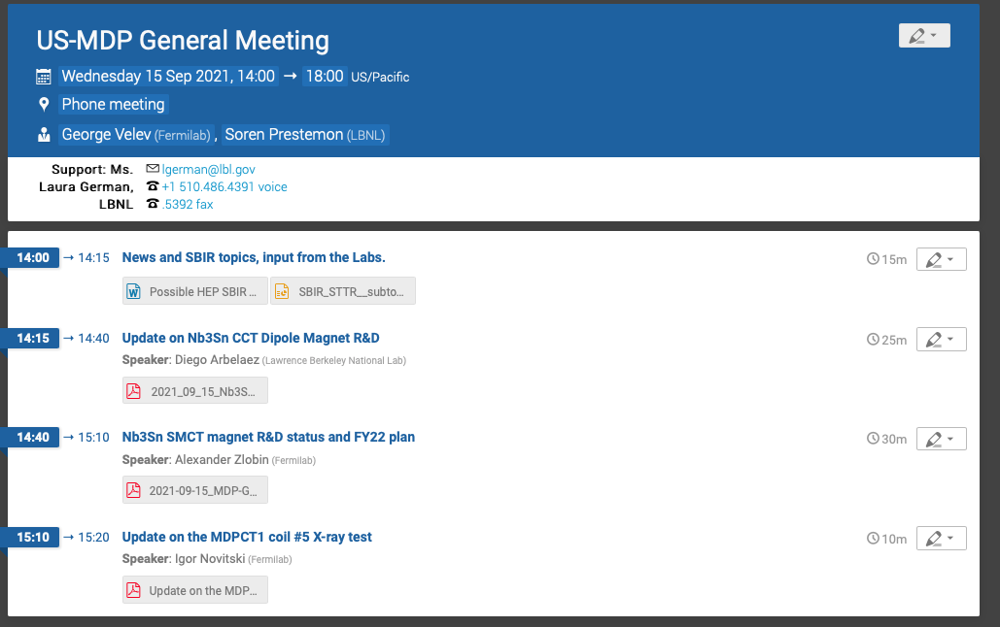 US-MDP General Meeting
Wednesday 15 Sep 2021, 14:00 → 18:00 US/Pacific
Phone meeting
George Velev (Fermilab) , Soren Prestemon (LBNL)
Support: Ms. lgerman@lbl.gov
Laura German, +1 510.486.4391 voice
LBNL .5392 fax
14:00 → 14:15 News and SBIR topics, input from the Labs. 15m
Possible HEP SBIR ... SBIR_STTR__subto...
14:15 → 14:40 Update on Nb3Sn CCT Dipole Magnet R&D 25m
Speaker: Diego Arbelaez (Lawrence Berkeley National Lab)
2021_09_15_Nb3S...
14:40 → 15:10 Nb3Sn SMCT magnet R&D status and FY22 plan 30m
Speaker: Alexander Zlobin (Fermilab)
2021-09-15_MDP-G...
15:10 → 15:20 Update on the MDPCT1 coil #5 X-ray test 10m
Speaker: Igor Novitski (Fermilab)
Update on the MDP...